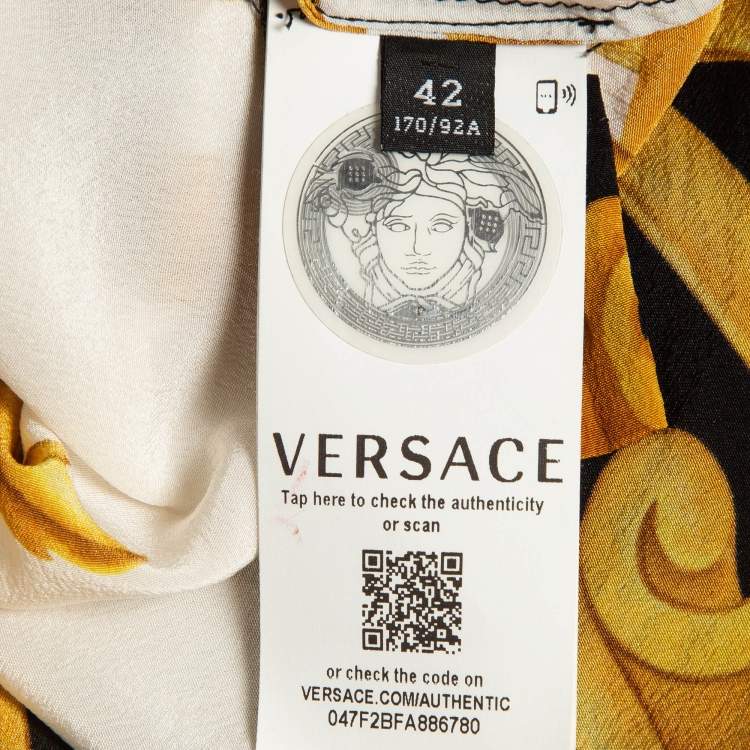 42
170/92A
VERSACE
Tap here to check the authenticity
or scan
or check the code on
VERSACE.COM/AUTHENTIC
047F2BFA886780